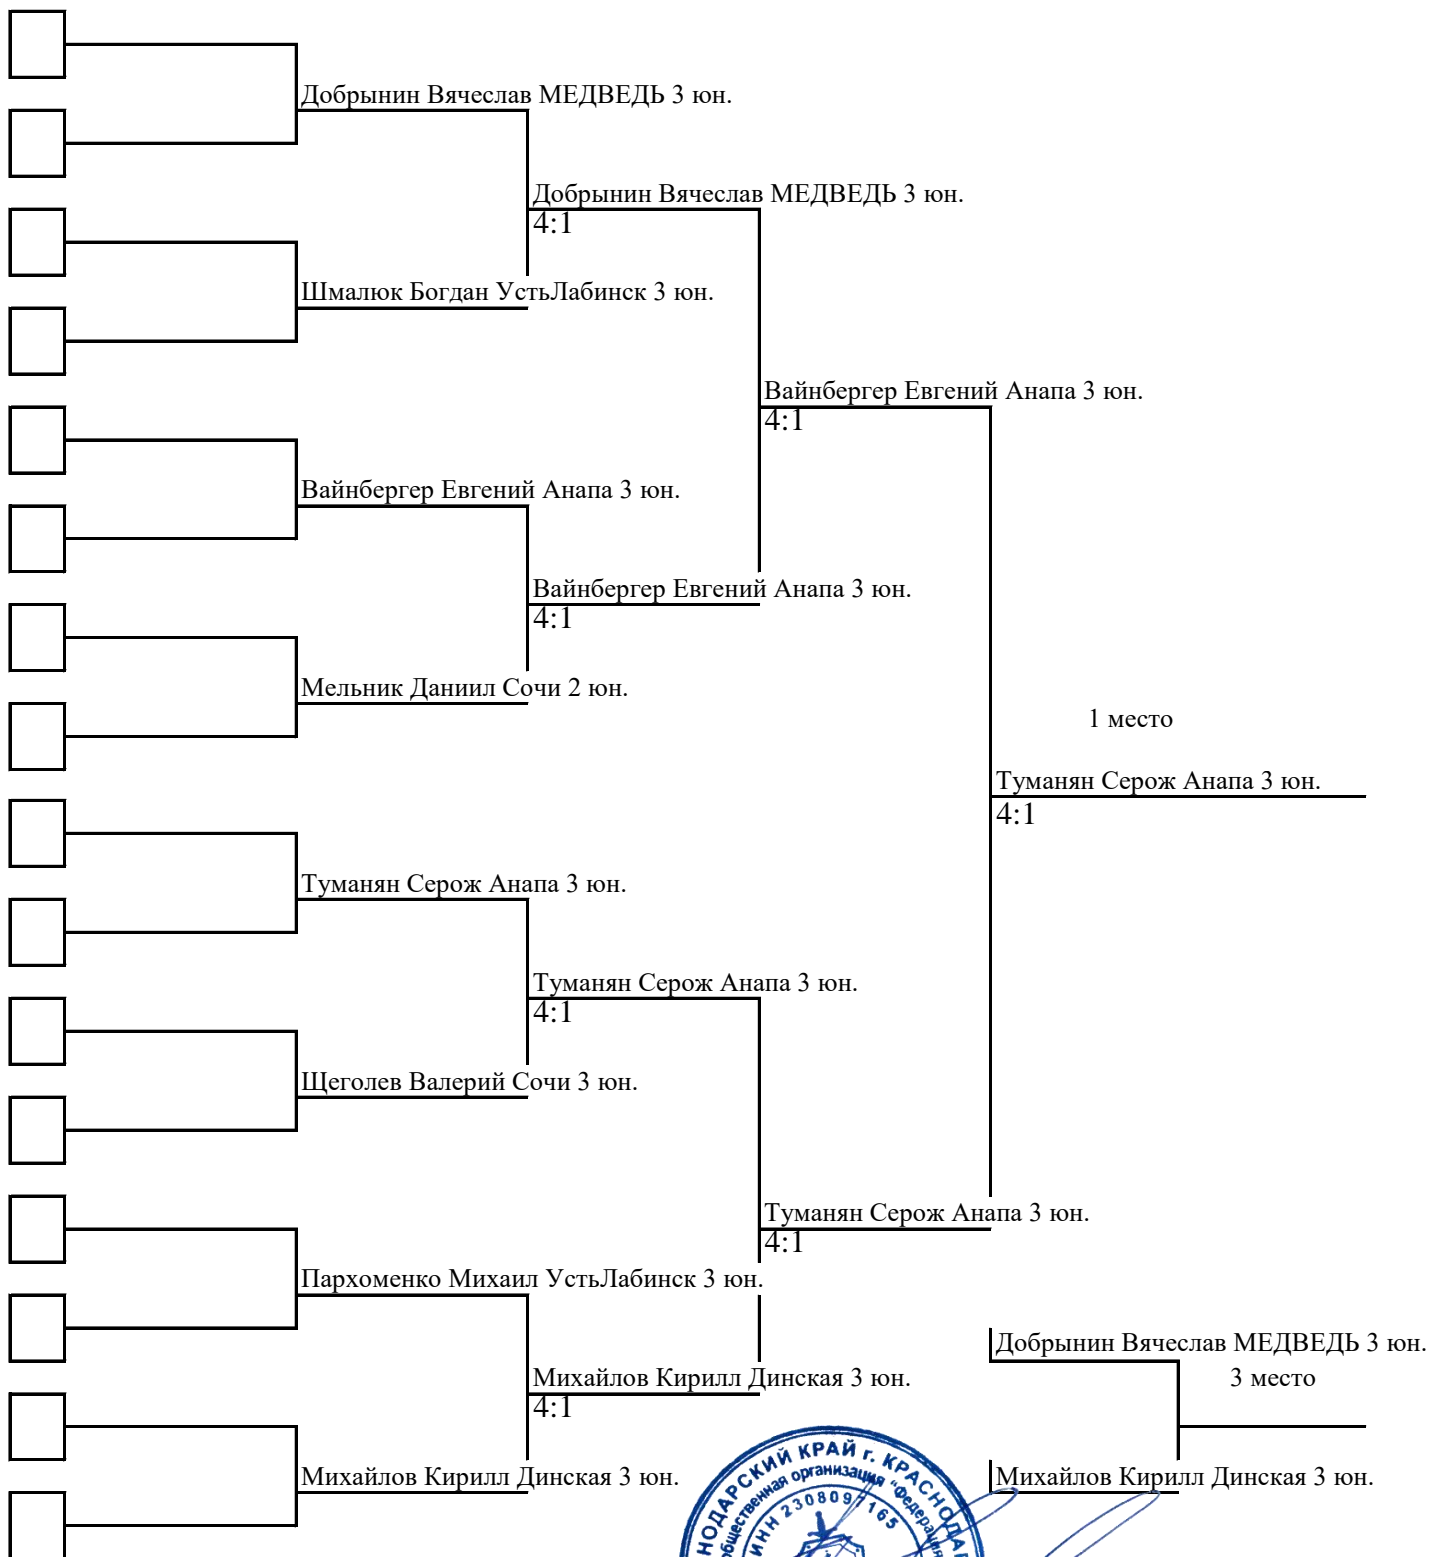 Добрынин Вячеслав МЕДВЕДЬ 3 юн.
Добрынин Вячеслав МЕДВЕДЬ 3 юн.
4:1
Шмалюк Богдан УстьЛабинск 3 юн.
Вайнбергер Евгений Анапа 3 юн.
4:1
Вайнбергер Евгений Анапа 3 юн.
Вайнбергер Евгений Анапа 3 юн.
4:1
Мельник Даниил Сочи 2 юн.
1 место
Туманян Серож Анапа 3 юн.
4:1
Туманян Серож Анапа 3 юн.
Туманян Серож Анапа 3 юн.
4:1
Щеголев Валерий Сочи 3 юн.
Туманян Серож Анапа 3 юн.
4:1
Пархоменко Михаил УстьЛабинск 3 юн.
Добрынин Вячеслав МЕДВЕДЬ 3 юн.
3 место
Михайлов Кирилл Динская 3 юн.
4:1
Михайлов Кирилл Динская 3 юн.
Михайлов Кирилл Динская 3 юн.
КРАЙ г.
организация
ИНН 2308097165